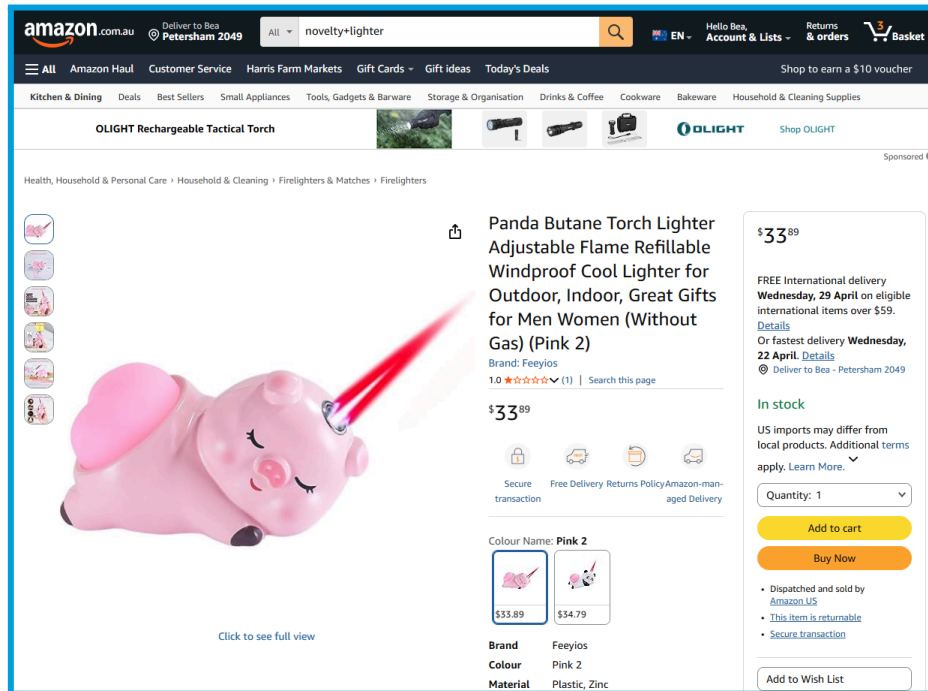 amazon.com.au
Deliver to Bea
Petersham 2049
All
novelty+lighter
EN
Hello Bea,
Account & Lists
Returns
& orders
3
Basket
All
Amazon Haul
Customer Service
Harris Farm Markets
Gift Cards
Gift ideas
Today's Deals
Shop to earn a $10 voucher
Kitchen & Dining
Deals
Best Sellers
Small Appliances
Tools, Gadgets & Barware
Storage & Organisation
Drinks & Coffee
Cookware
Bakeware
Household & Cleaning Supplies
OLIGHT Rechargeable Tactical Torch
OLIGHT
Shop OLIGHT
Sponsored
Health, Household & Personal Care › Household & Cleaning › Firelighters & Matches › Firelighters
Panda Butane Torch Lighter
Adjustable Flame Refillable
Windproof Cool Lighter for
Outdoor, Indoor, Great Gifts
for Men Women (Without
Gas) (Pink 2)
Brand: Feeyios
1.0 (1) | Search this page
$33 89
Secure
transaction
Free Delivery
Returns Policy
Amazon-man-
aged Delivery
Colour Name: Pink 2
$33.89
$34.79
Brand Feeyios
Colour Pink 2
Material Plastic, Zinc
Click to see full view
$33 89
FREE International delivery
Wednesday, 29 April on eligible
international items over $59.
Details
Or fastest delivery Wednesday,
22 April. Details
Deliver to Bea - Petersham 2049
In stock
US imports may differ from
local products. Additional terms
apply. Learn More.
Quantity: 1
Add to cart
Buy Now
• Dispatched and sold by
Amazon US
• This item is returnable
• Secure transaction
Add to Wish List